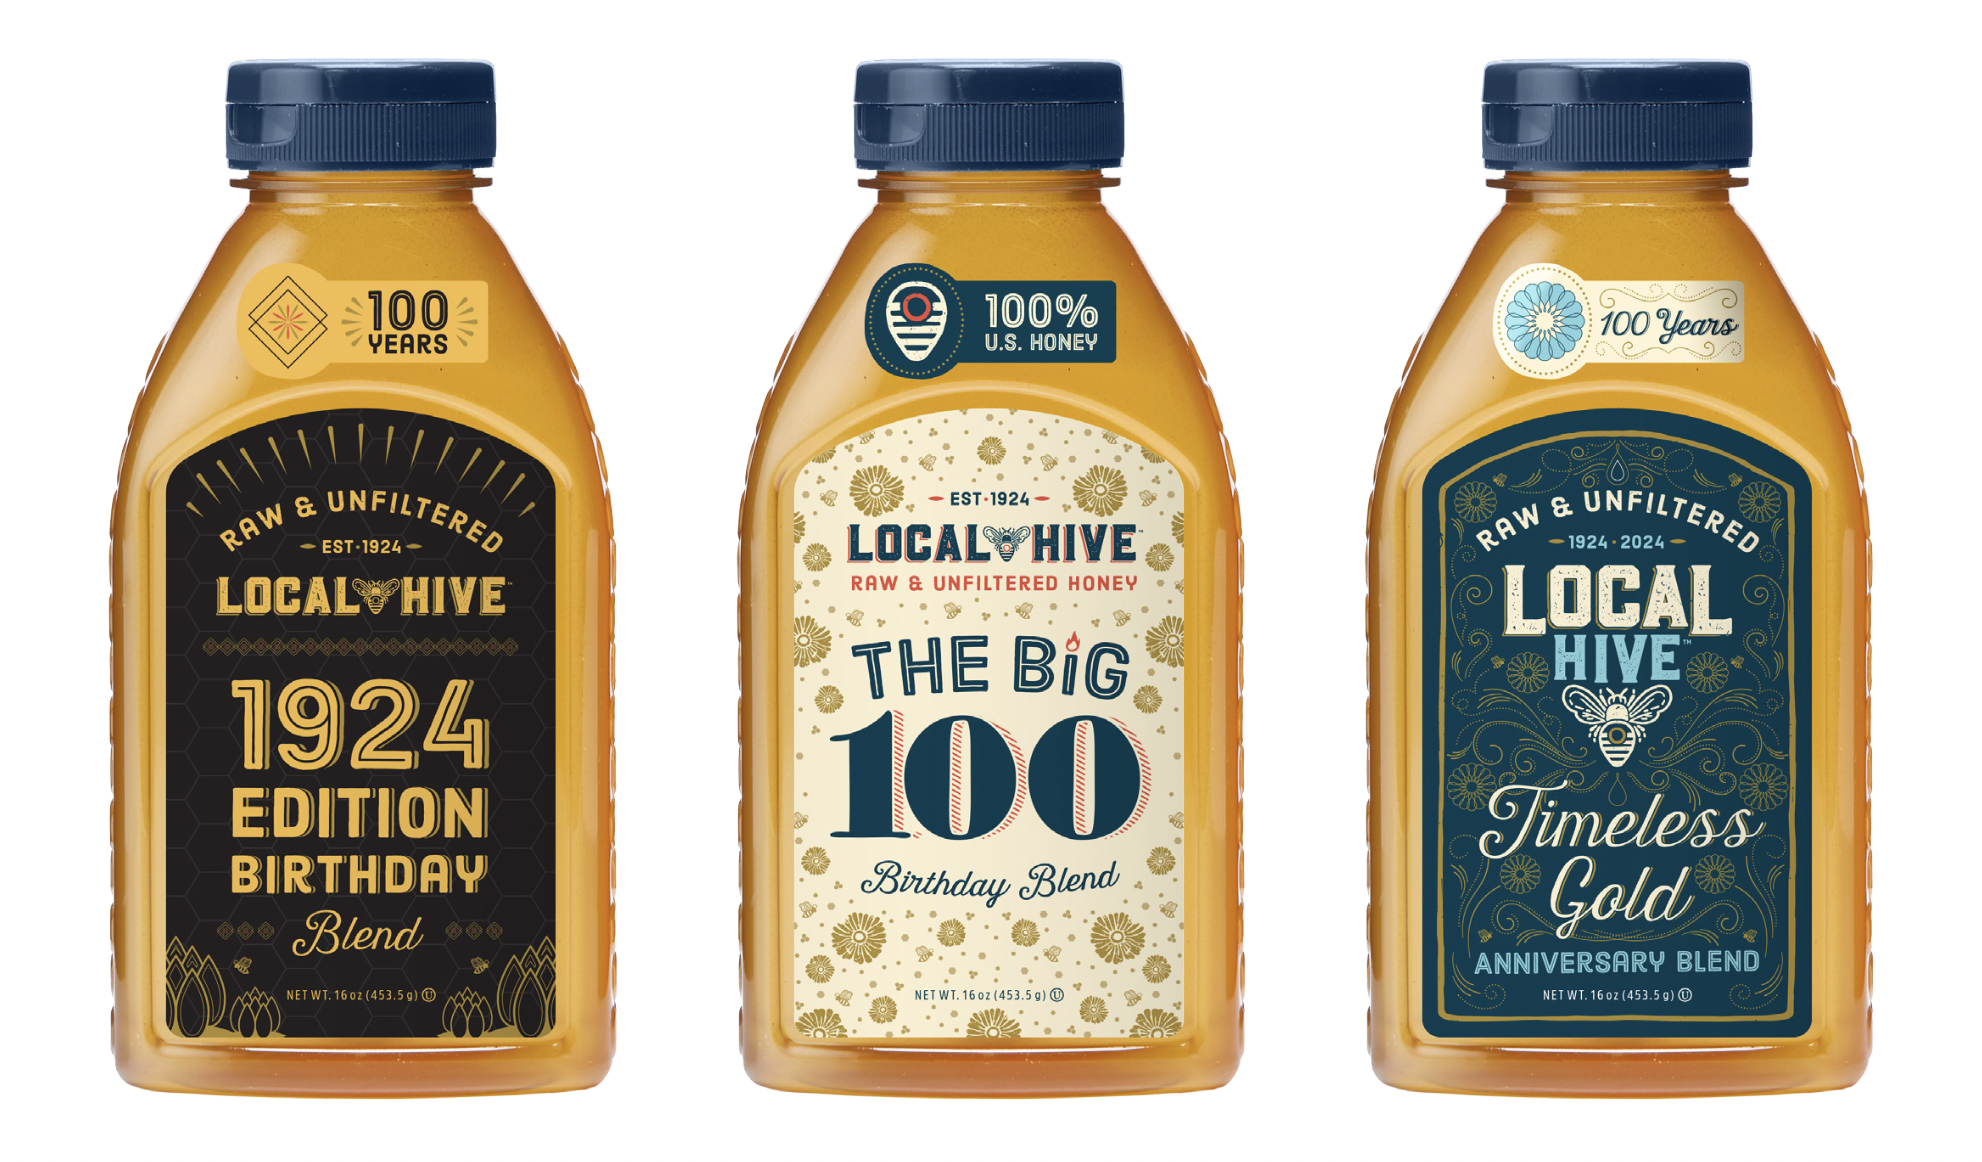 100
YEARS
RAW & UNFILTERED
EST·1924
LOCAL HIVE™
1924
EDITION
BIRTHDAY
Blend
NET WT. 16 oz (453.5 g) Ⓤ
100%
U.S. HONEY
EST·1924
LOCAL HIVE™
RAW & UNFILTERED HONEY
THE BiG
100
Birthday Blend
NET WT. 16 oz (453.5 g) Ⓤ
100 Years
RAW & UNFILTERED
1924·2024
LOCAL
HIVE™
Timeless
Gold
ANNIVERSARY BLEND
NET WT. 16 oz (453.5 g) Ⓤ